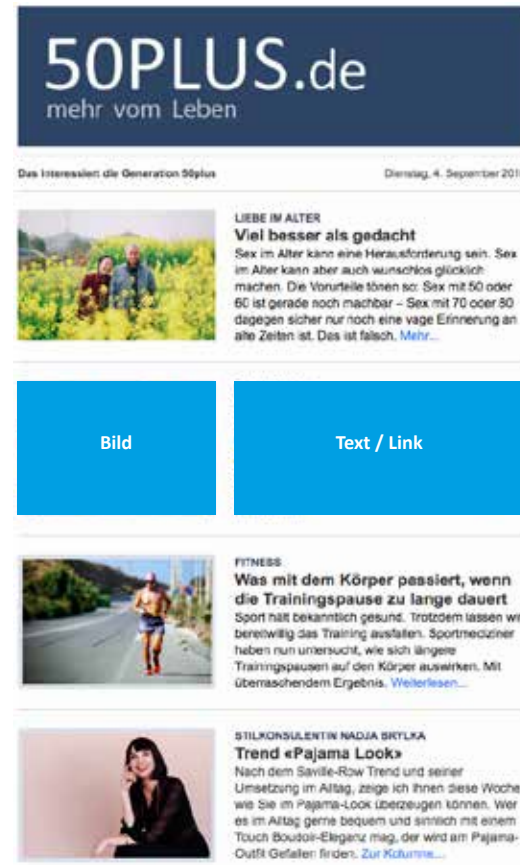 50PLUS.de
mehr vom Leben
Das interessiert die Generation 50plus
Dienstag, 4. September 201
LIEBE IM ALTER
Viel besser als gedacht
Sex im Alter kann eine Herausforderung sein. Sex
im Alter kann aber auch wunschlos glücklich
machen. Die Vorurteile tönen so: Sex mit 50 oder
60 ist gerade noch machbar – Sex mit 70 oder 80
dagegen sicher nur noch eine vage Erinnerung an
alte Zeiten ist. Das ist falsch. Mehr...
Bild
Text / Link
FITNESS
Was mit dem Körper passiert, wenn
die Trainingspause zu lange dauert
Sport hält bekanntlich gesund. Trotzdem lassen wir
bereitwillig das Training ausfallen. Sportmediziner
haben nun untersucht, wie sich längere
Trainingspausen auf den Körper auswirken. Mit
überraschendem Ergebnis. Weiterlesen...
STILKONSULENTIN NADJA BRYLKA
Trend «Pajama Look»
Nach dem Saville-Row Trend und seiner
Umsetzung im Alltag, zeige ich Ihnen diese Woche
wie Sie im Pajama-Look überzeugen können. Wer
es im Alltag gerne bequem und sinnlich mit einem
Touch Boudoir-Eleganz mag, der wird am Pajama-
Outfit Gefallen finden. Zur Kolumne...